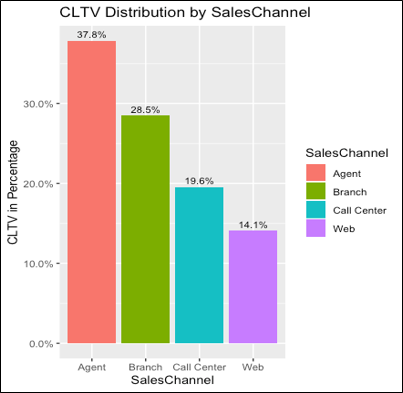 CLTV Distribution by SalesChannel
37.8%
28.5%
19.6%
14.1%
30.0%
20.0%
10.0%
0.0%
CLTV in Percentage
Agent
Branch
Call Center
Web
SalesChannel
SalesChannel
Agent
Branch
Call Center
Web